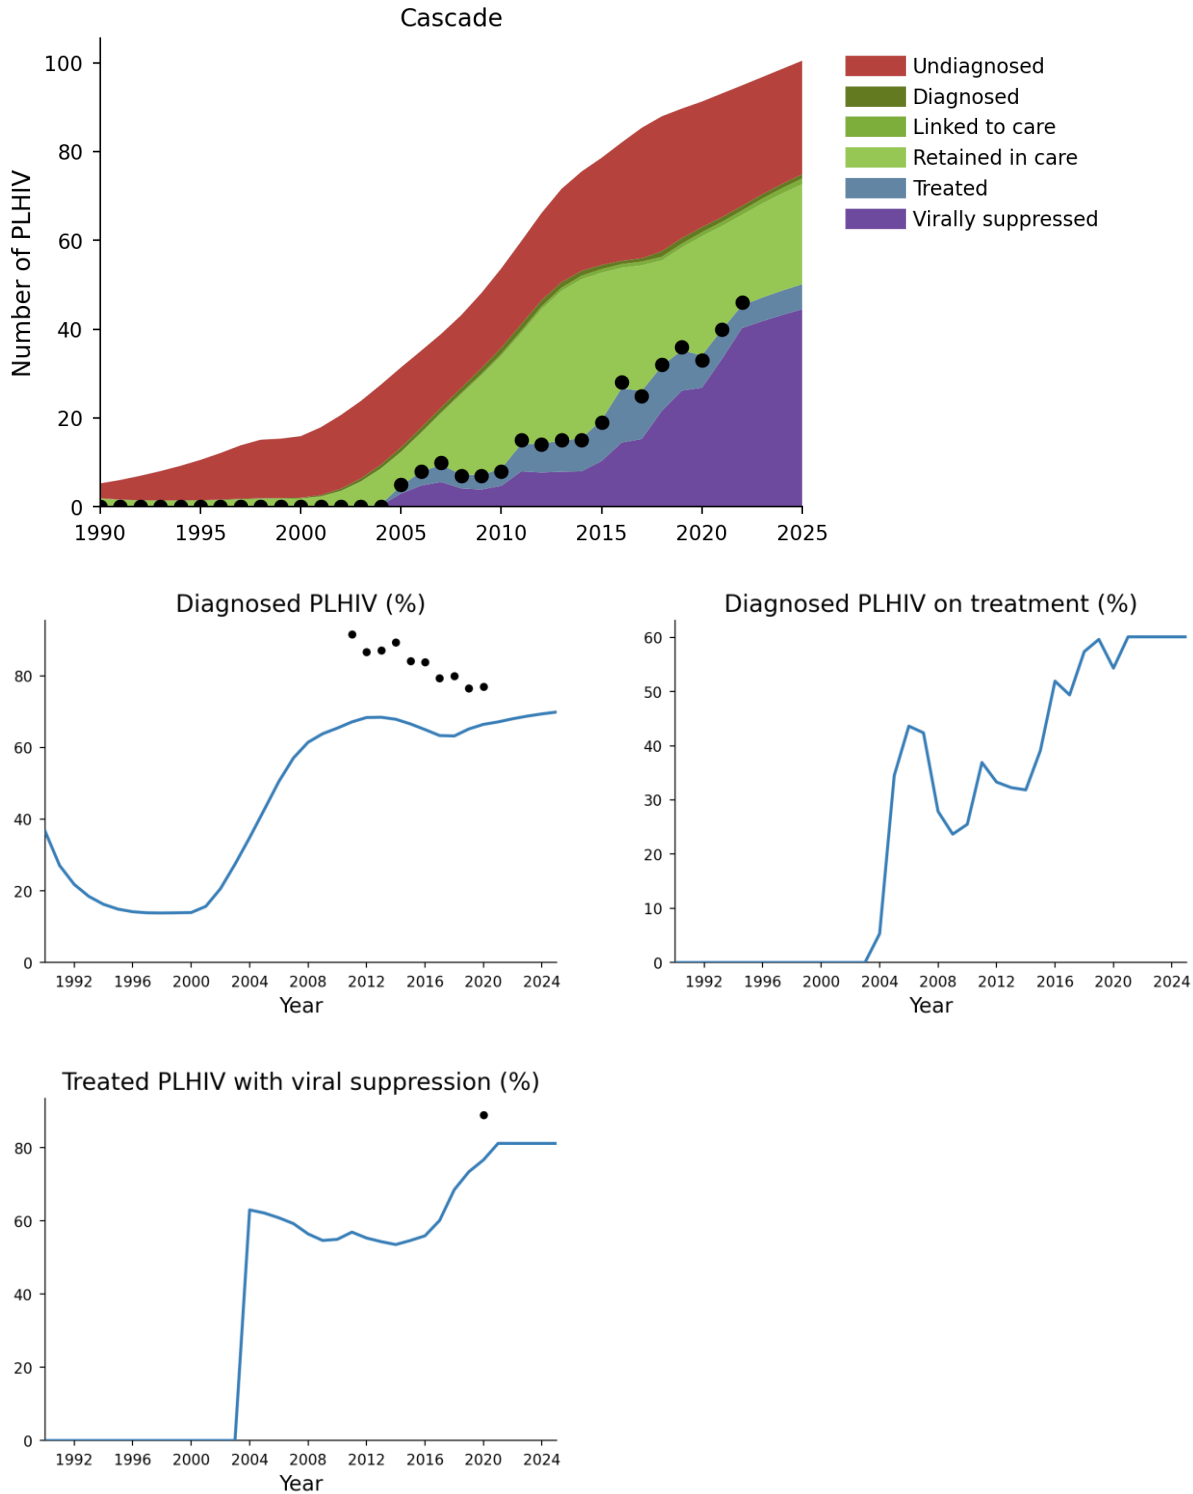 Cascade
Number of PLHIV
100
80
60
40
20
0
1990 1995 2000 2005 2010 2015 2020 2025
Undiagnosed
Diagnosed
Linked to care
Retained in care
Treated
Virally suppressed
Diagnosed PLHIV (%)
80
60
40
20
0
1992 1996 2000 2004 2008 2012 2016 2020 2024
Year
Diagnosed PLHIV on treatment (%)
60
50
40
30
20
10
0
1992 1996 2000 2004 2008 2012 2016 2020 2024
Year
Treated PLHIV with viral suppression (%)
80
60
40
20
0
1992 1996 2000 2004 2008 2012 2016 2020 2024
Year